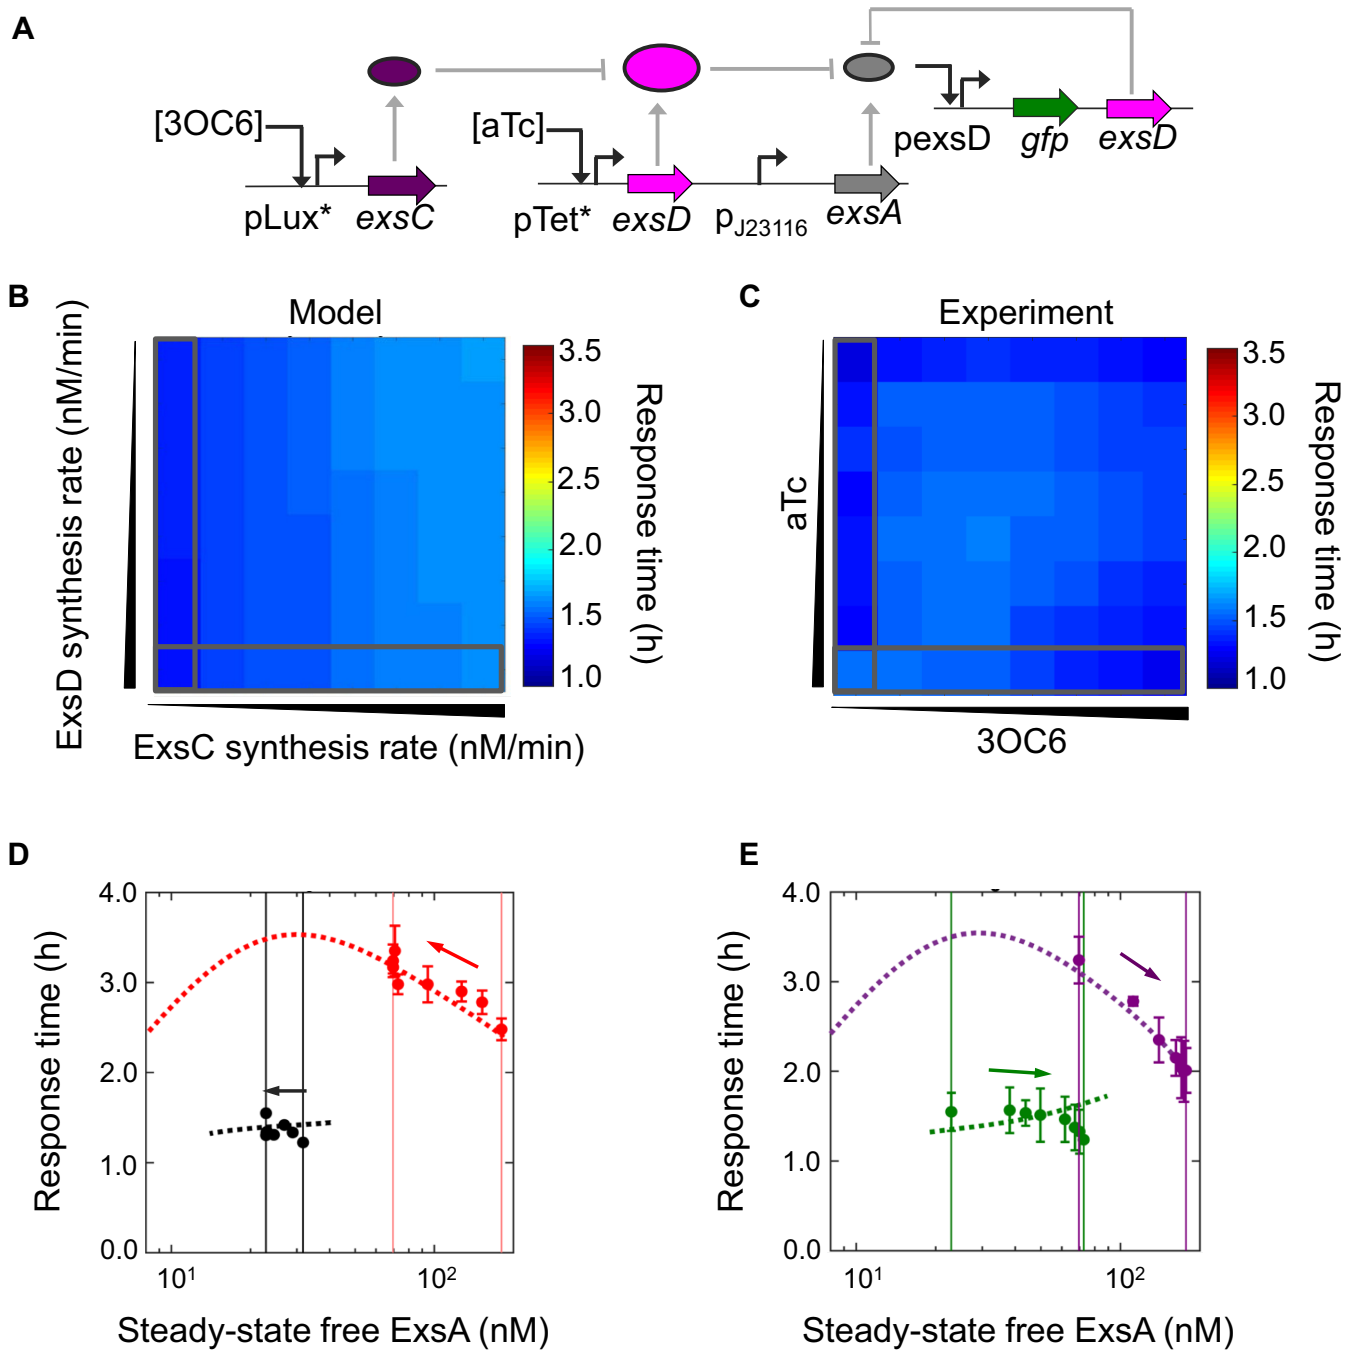 A
[3OC6]
[aTc]
pLux*
exsC
pTet*
exsD
pJ23116
exsA
pexsD
gfp
exsD
B
Model
ExsD synthesis rate (nM/min)
ExsC synthesis rate (nM/min)
3.5
3.0
2.5
2.0
1.5
1.0
Response time (h)
C
Experiment
aTc
3OC6
3.5
3.0
2.5
2.0
1.5
1.0
Response time (h)
D
Response time (h)
4.0
3.0
2.0
1.0
0.0
10¹
10²
Steady-state free ExsA (nM)
E
Response time (h)
4.0
3.0
2.0
1.0
0.0
10¹
10²
Steady-state free ExsA (nM)